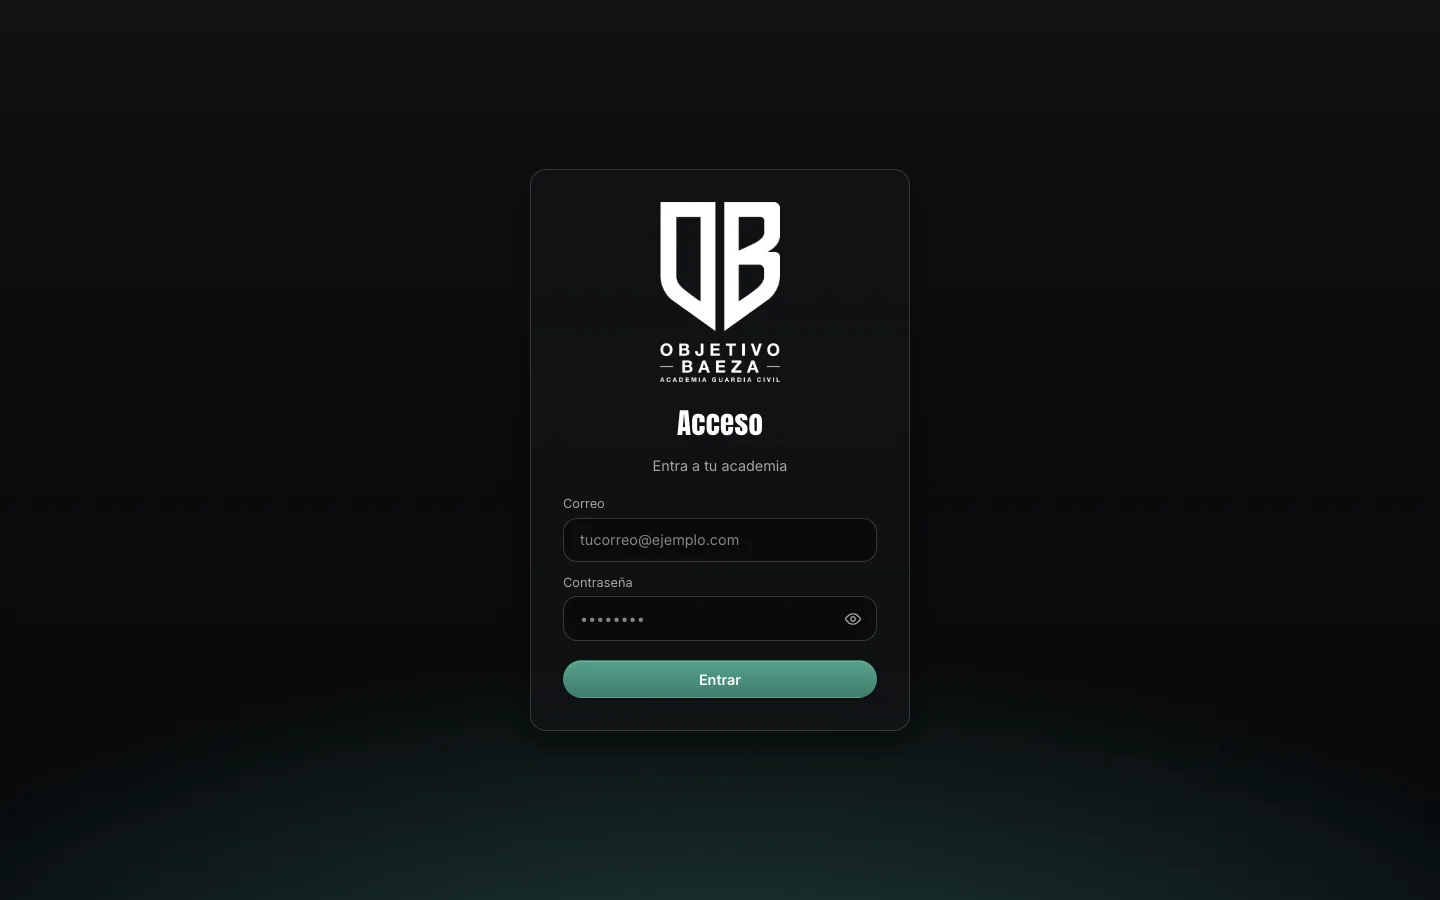 OB
OBJETIVO
BAEZA
ACADEMIA GUARDIA CIVIL
Acceso
Entra a tu academia
Correo
tucorreo@ejemplo.com
Contraseña
••••••••
Entrar